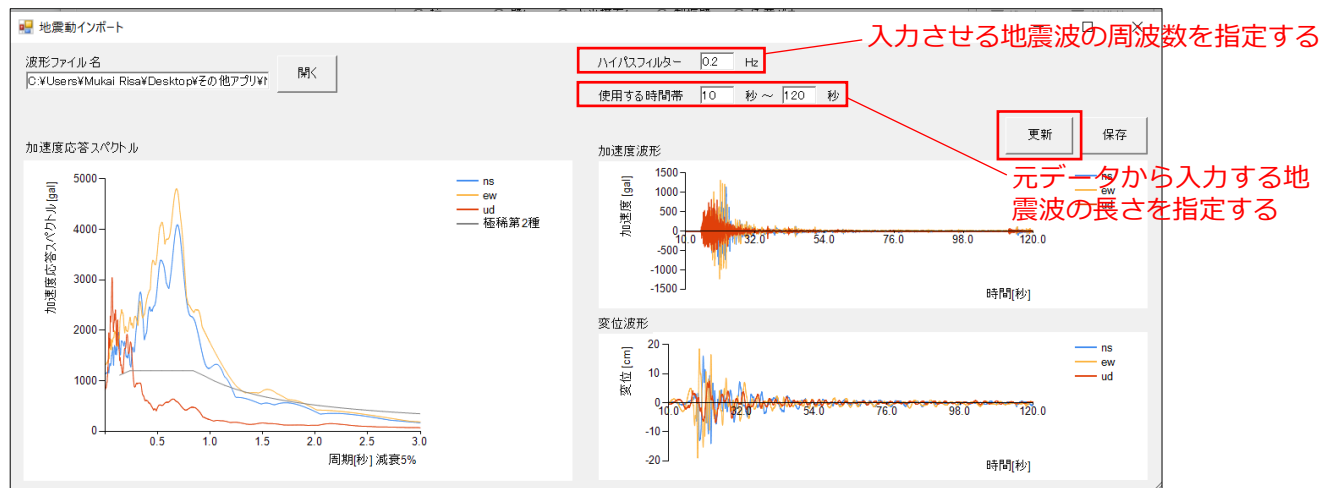 地震動インポート
入力させる地震波の周波数を指定する
波形ファイル名
C:¥Users¥Mukai Risa¥Desktop¥その他アプリ¥
開く
ハイパスフィルター 0.2 Hz
使用する時間帯 10 秒～ 120 秒
更新 保存
元データから入力する地
震波の長さを指定する
加速度応答スペクトル
加速度応答スペクトル[gal]
5000
4000
3000
2000
1000
0
0.5 1.0 1.5 2.0 2.5 3.0
周期[秒] 減衰5%
ns
ew
ud
極稀第2種
加速度波形
加速度 [gal]
1500
1000
500
0
-500
-1000
-1500
10.0 32.0 54.0 76.0 98.0 120.0
時間[秒]
ns
ew
ud
変位波形
変位 [cm]
20
10
0
-10
-20
10.0 32.0 54.0 76.0 98.0 120.0
時間[秒]
ns
ew
ud